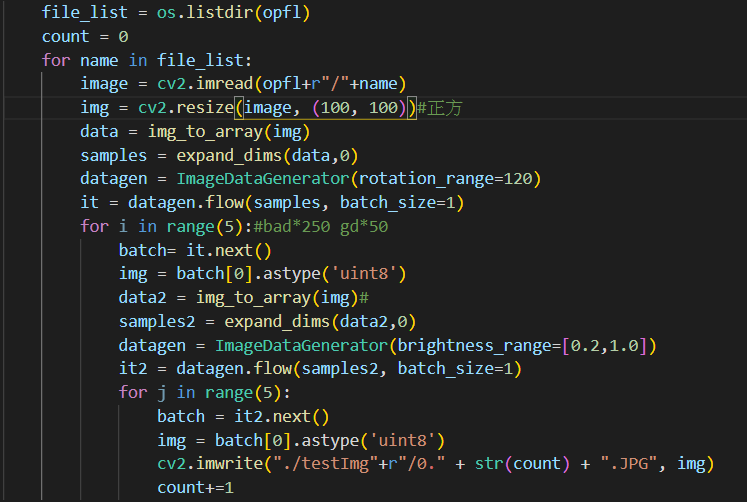 file_list = os.listdir(opfl)
count = 0
for name in file_list:
    image = cv2.imread(opfl+r"/"+name)
    img = cv2.resize(image, (100, 100))#正方
    data = img_to_array(img)
    samples = expand_dims(data,0)
    datagen = ImageDataGenerator(rotation_range=120)
    it = datagen.flow(samples, batch_size=1)
    for i in range(5):#bad*250 gd*50
        batch= it.next()
        img = batch[0].astype('uint8')
        data2 = img_to_array(img)#
        samples2 = expand_dims(data2,0)
        datagen = ImageDataGenerator(brightness_range=[0.2,1.0])
        it2 = datagen.flow(samples2, batch_size=1)
        for j in range(5):
            batch = it2.next()
            img = batch[0].astype('uint8')
            cv2.imwrite("./testImg"+r"/0." + str(count) + ".JPG", img)
            count+=1